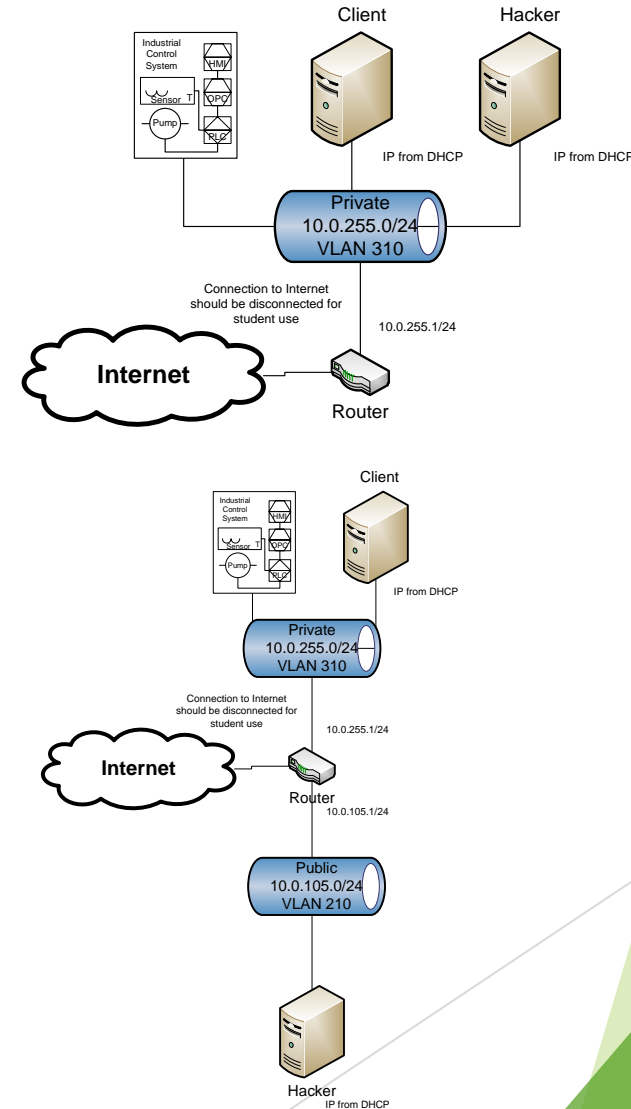 Client
Hacker
Industrial
Control
System
HMI
Sensor T
OPC
Pump
PLC
IP from DHCP
IP from DHCP
Private
10.0.255.0/24
VLAN 310
Connection to Internet
should be disconnected for
student use
10.0.255.1/24
Internet
Router
Client
Industrial
Control
System
HMI
Sensor T
OPC
Pump
PLC
IP from DHCP
Private
10.0.255.0/24
VLAN 310
Connection to Internet
should be disconnected for
student use
10.0.255.1/24
Internet
Router
10.0.105.1/24
Public
10.0.105.0/24
VLAN 210
Hacker
IP from DHCP